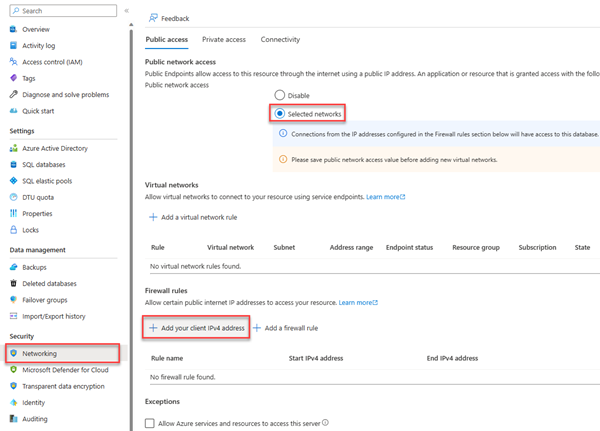 Search
Overview
Activity log
Access control (IAM)
Tags
Diagnose and solve problems
Quick start
Settings
Azure Active Directory
SQL databases
SQL elastic pools
DTU quota
Properties
Locks
Data management
Backups
Deleted databases
Failover groups
Import/Export history
Security
Networking
Microsoft Defender for Cloud
Transparent data encryption
Identity
Auditing
Feedback
Public access Private access Connectivity
Public network access
Public Endpoints allow access to this resource through the internet using a public IP address. An application or resource that is granted access with the follo
Public network access
Disable
Selected networks
Connections from the IP addresses configured in the Firewall rules section below will have access to this database.
Please save public network access value before adding new virtual networks.
Virtual networks
Allow virtual networks to connect to your resource using service endpoints. Learn more
+ Add a virtual network rule
Rule Virtual network Subnet Address range Endpoint status Resource group Subscription State
No virtual network rules found.
Firewall rules
Allow certain public internet IP addresses to access your resource. Learn more
+ Add your client IPv4 address + Add a firewall rule
Rule name Start IPv4 address End IPv4 address
No firewall rule found.
Exceptions
Allow Azure services and resources to access this server